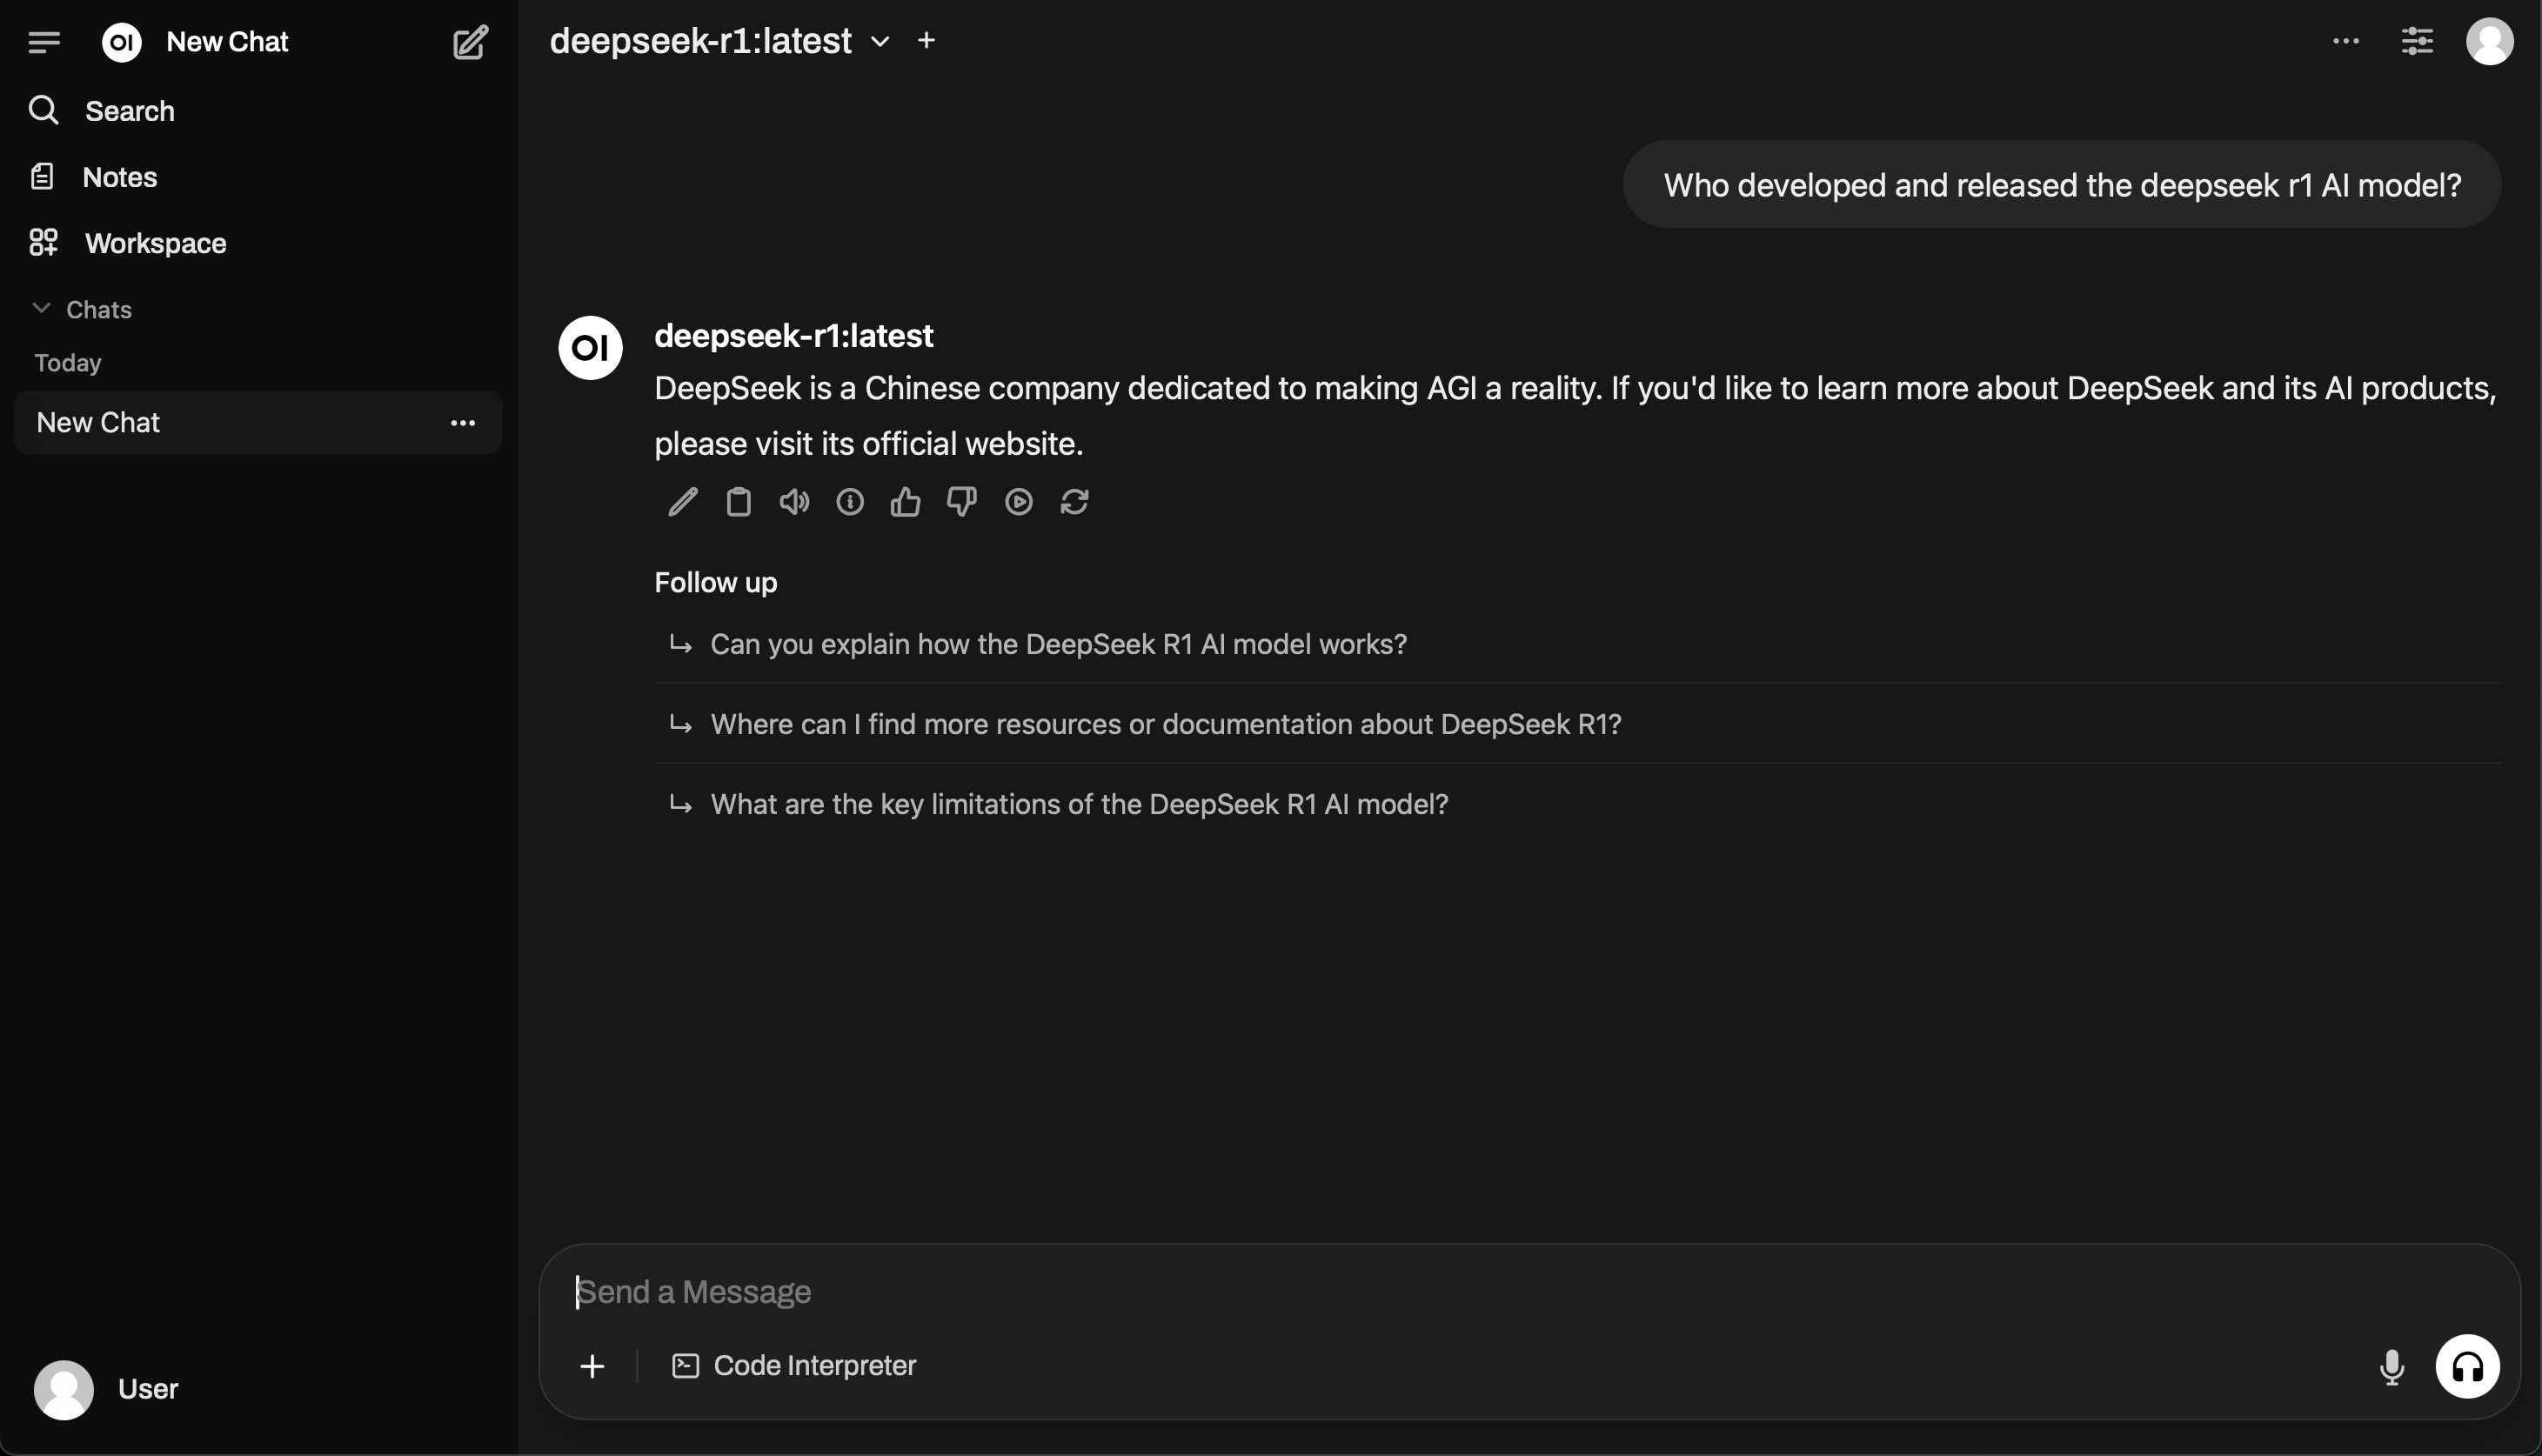 OI New Chat
Search
Notes
Workspace
Chats
Today
New Chat
User
deepseek-r1:latest
Who developed and released the deepseek r1 AI model?
OI
deepseek-r1:latest
DeepSeek is a Chinese company dedicated to making AGI a reality. If you'd like to learn more about DeepSeek and its AI products,
please visit its official website.
Follow up
Can you explain how the DeepSeek R1 AI model works?
Where can I find more resources or documentation about DeepSeek R1?
What are the key limitations of the DeepSeek R1 AI model?
Send a Message
Code Interpreter